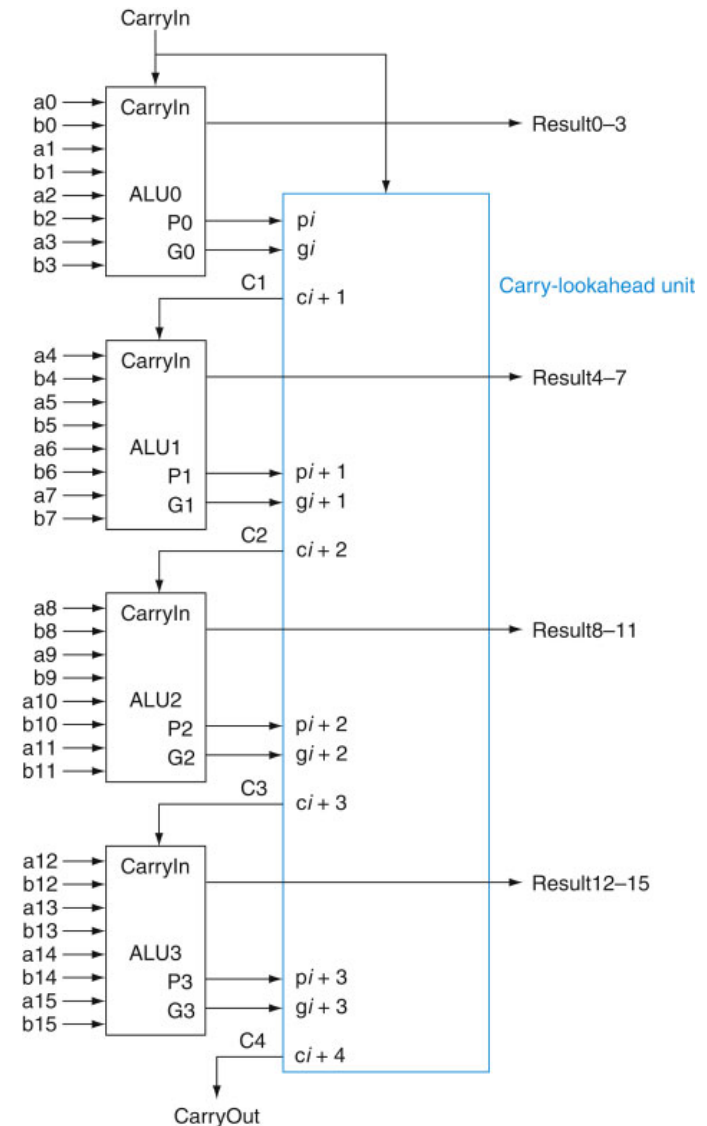 CarryIn
a0
b0
a1
b1
a2
b2
a3
b3
CarryIn
ALU0
P0
G0
Result0–3
pi
gi
Carry-lookahead unit
C1
ci + 1
a4
b4
a5
b5
a6
b6
a7
b7
CarryIn
ALU1
P1
G1
Result4–7
pi + 1
gi + 1
C2
ci + 2
a8
b8
a9
b9
a10
b10
a11
b11
CarryIn
ALU2
P2
G2
Result8–11
pi + 2
gi + 2
C3
ci + 3
a12
b12
a13
b13
a14
b14
a15
b15
CarryIn
ALU3
P3
G3
Result12–15
pi + 3
gi + 3
C4
ci + 4
CarryOut